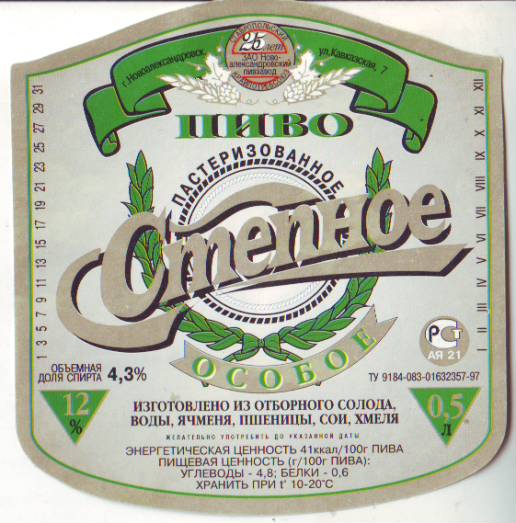 г.Новоалександровск,
ул.Кавказская, 7
СТАВРОПОЛЬСКИЙ
25 лет
ЗАО Ново-
александровский
пивзавод
ПИВО
ПАСТЕРИЗОВАННОЕ
Степное
ОСОБОЕ
1 3 5 7 9 11 13 15 17 19 21 23 25 27 29 31
I II III IV V VI VII VIII IX X XI XII
РСТ
АЯ 21
ОБЪЕМНАЯ
ДОЛЯ СПИРТА 4,3%
ТУ 9184-083-01632357-97
12
%
0,5
Л
ИЗГОТОВЛЕНО ИЗ ОТБОРНОГО СОЛОДА,
ВОДЫ, ЯЧМЕНЯ, ПШЕНИЦЫ, СОИ, ХМЕЛЯ
ЖЕЛАТЕЛЬНО УПОТРЕБИТЬ ДО УКАЗАННОЙ ДАТЫ
ЭНЕРГЕТИЧЕСКАЯ ЦЕННОСТЬ 41ккал/100г ПИВА
ПИЩЕВАЯ ЦЕННОСТЬ (г/100г ПИВА):
УГЛЕВОДЫ - 4,8; БЕЛКИ - 0,6
ХРАНИТЬ ПРИ t° 10-20°С